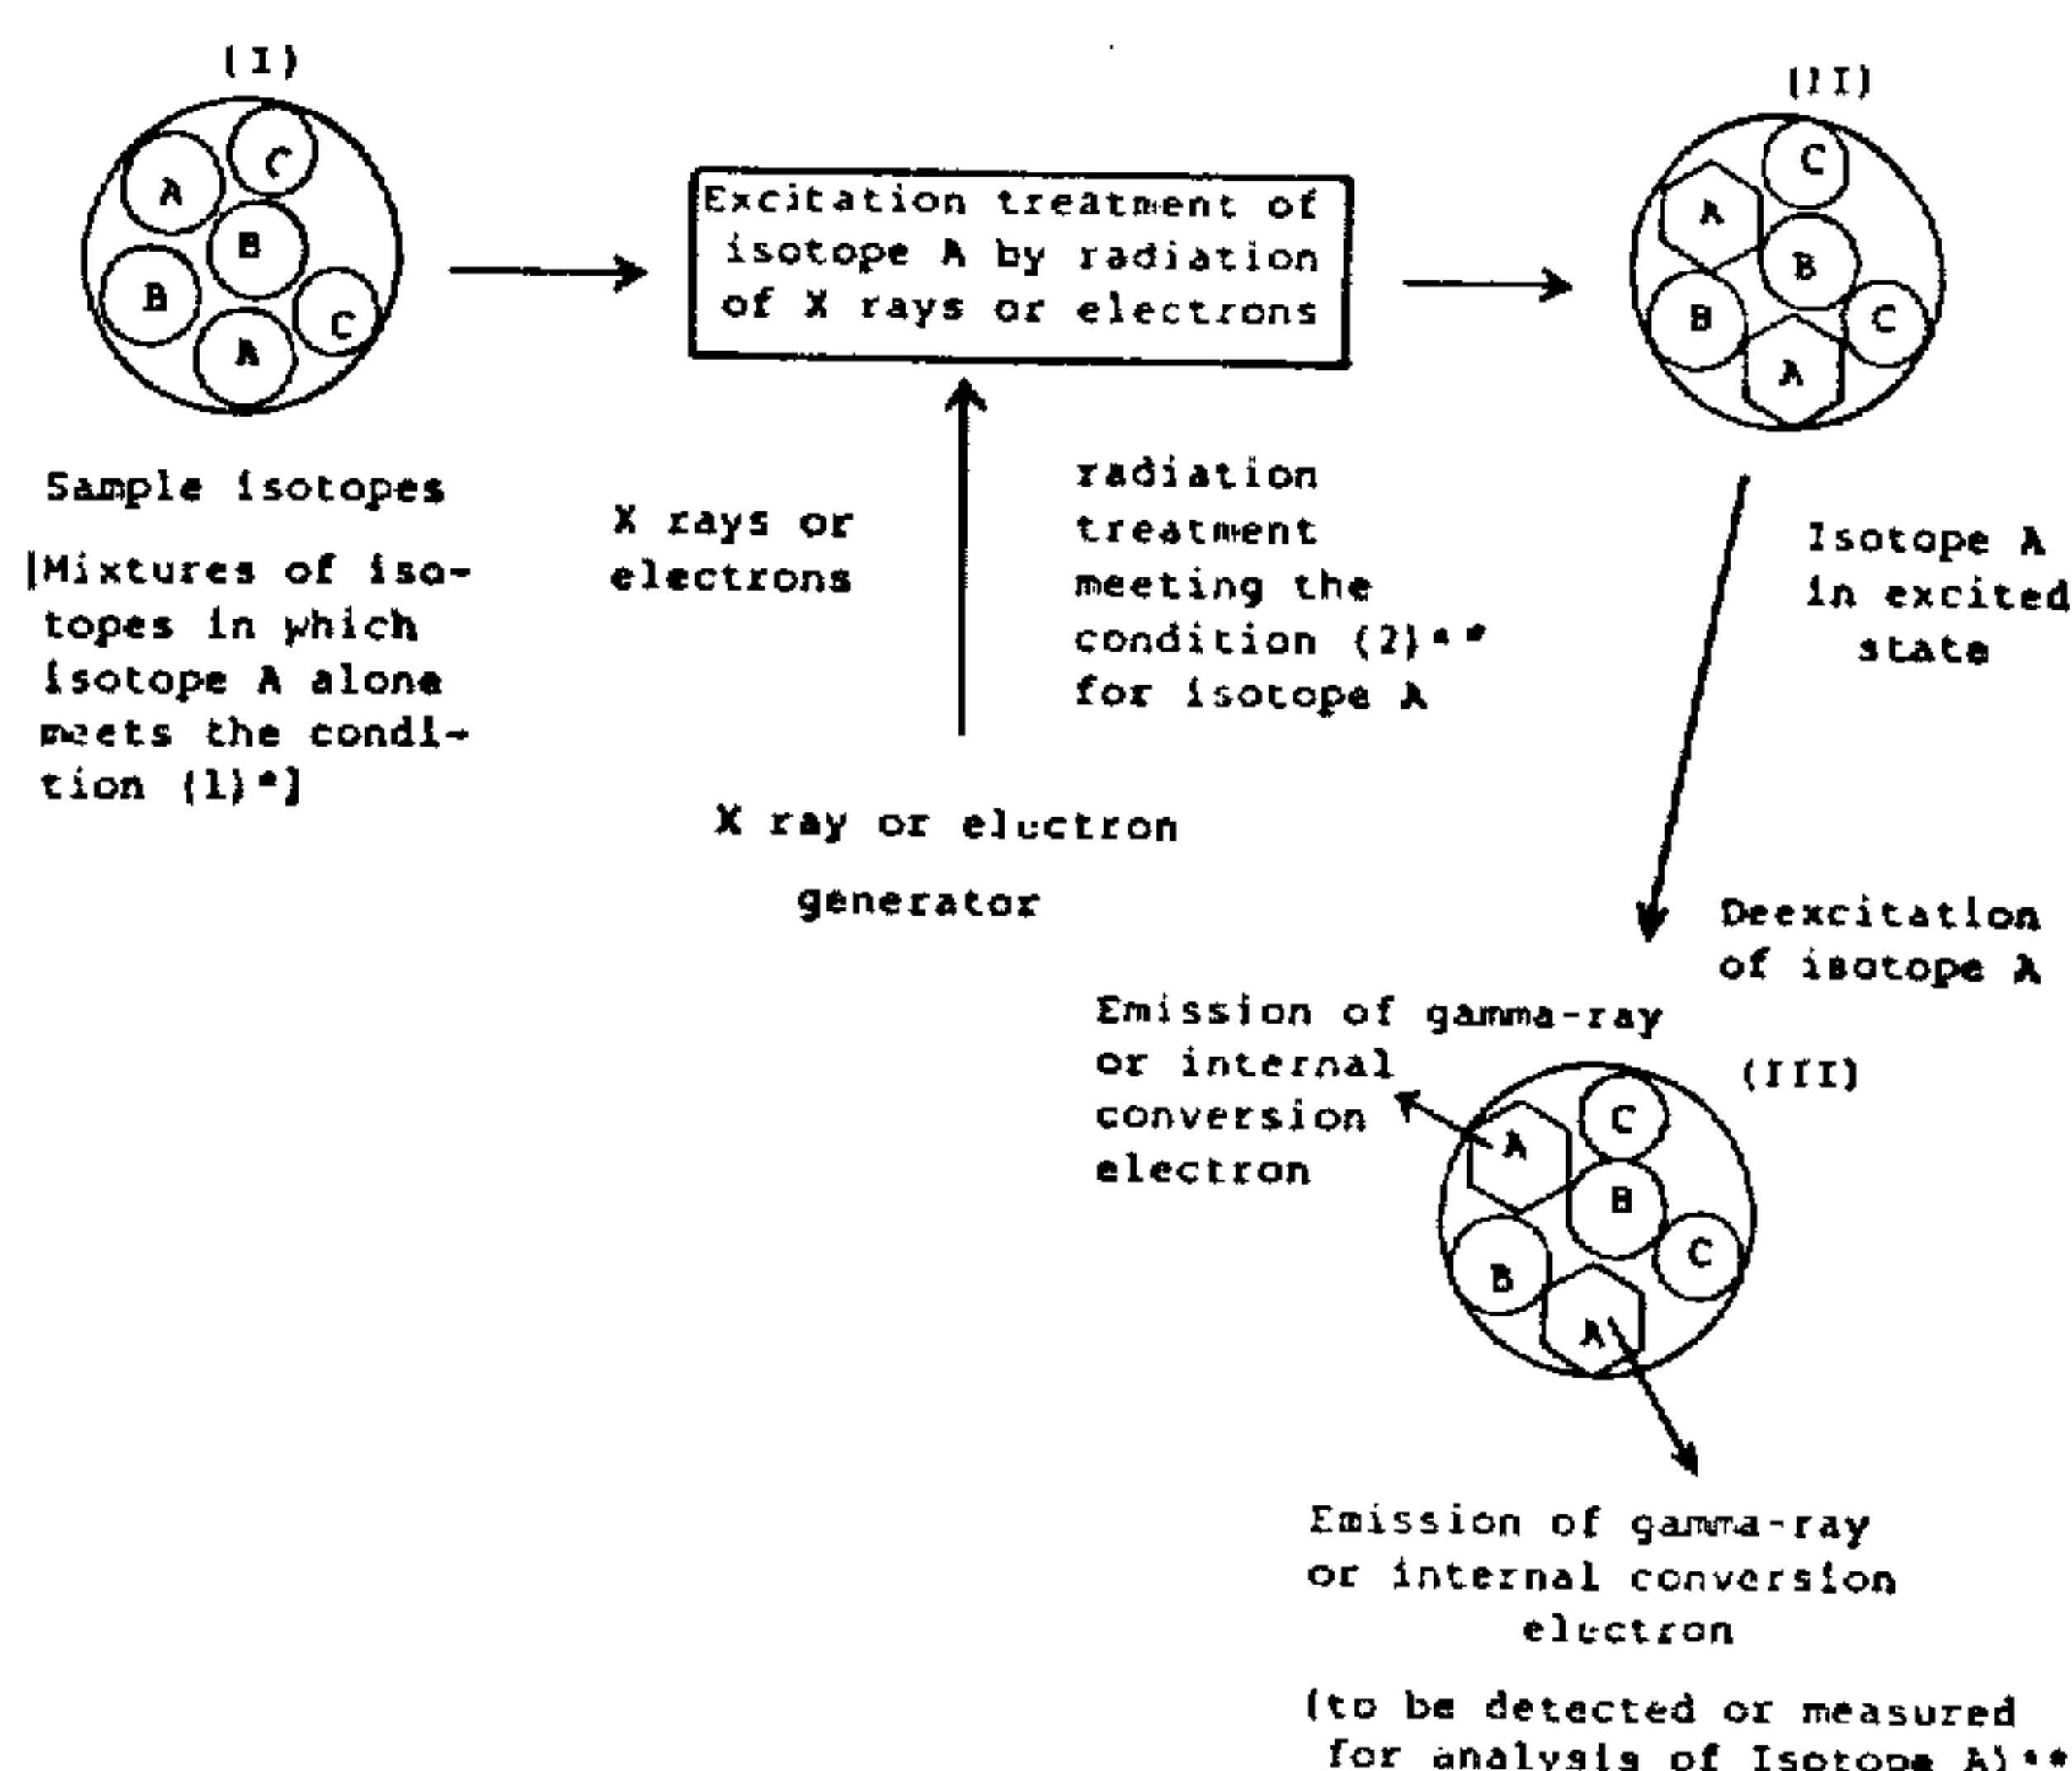 (I)
A
C
B
B
C
A
Sample isotopes
[Mixtures of iso-
topes in which
isotope A alone
meets the condi-
tion (1)*]
Excitation treatment of
isotope A by radiation
of X rays or electrons
X rays or
electrons
radiation
treatment
meeting the
condition (2)**
for isotope A
X ray or electron
generator
(II)
C
A
B
B
C
A
Isotope A
in excited
state
Deexcitation
of isotope A
Emission of gamma-ray
or internal
conversion
electron
(III)
C
A
B
B
C
A
Emission of gamma-ray
or internal conversion
electron
(to be detected or measured
for analysis of Isotope A)**